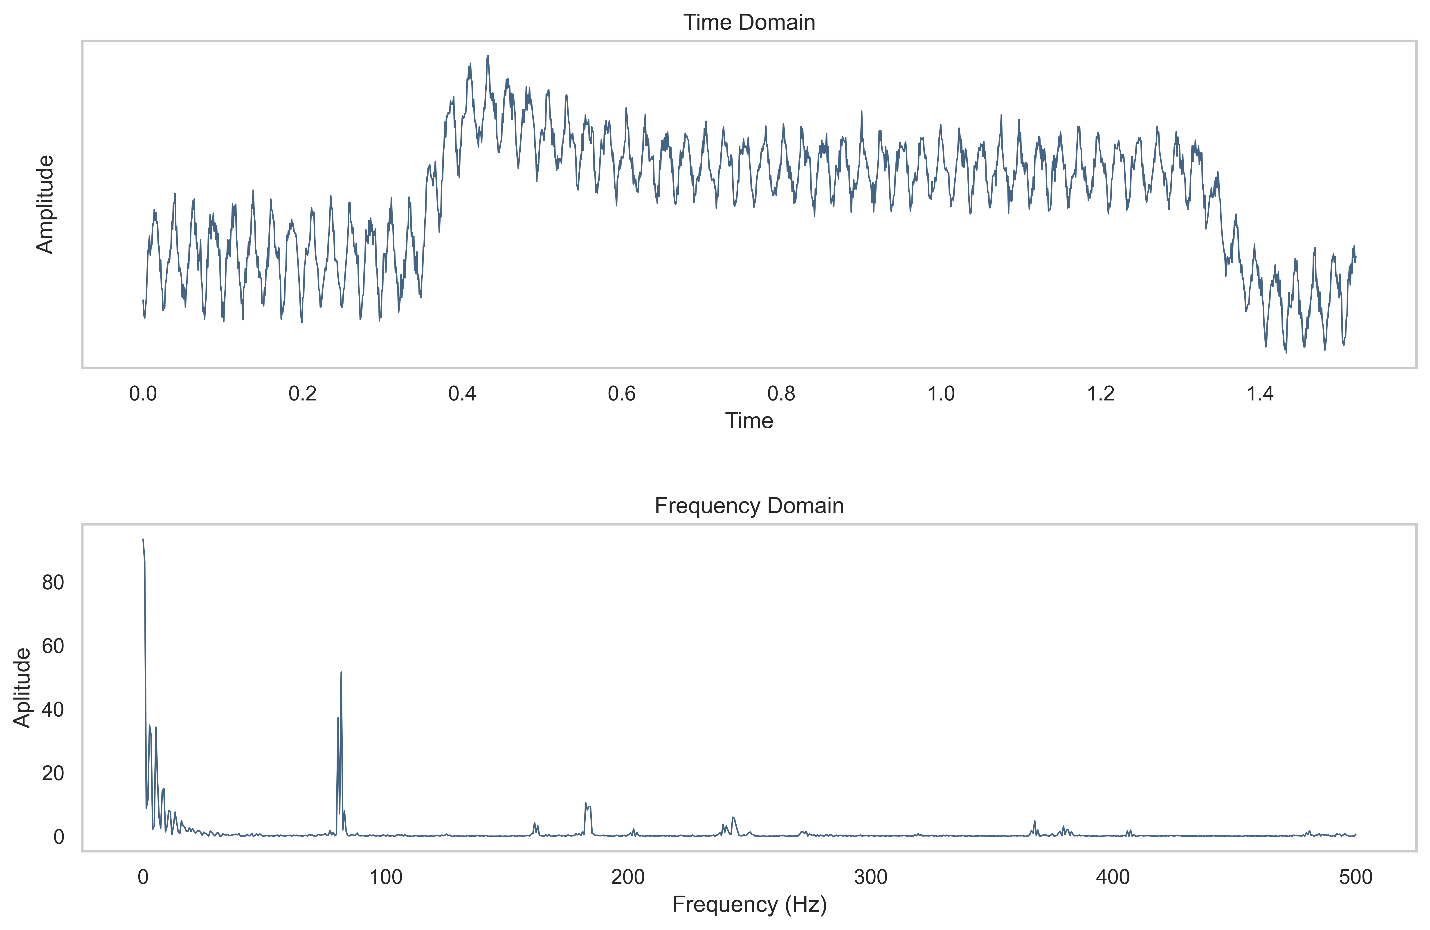 Time Domain
Amplitude
0.0 0.2 0.4 0.6 0.8 1.0 1.2 1.4
Time
Frequency Domain
Aplitude
80
60
40
20
0
0 100 200 300 400 500
Frequency (Hz)